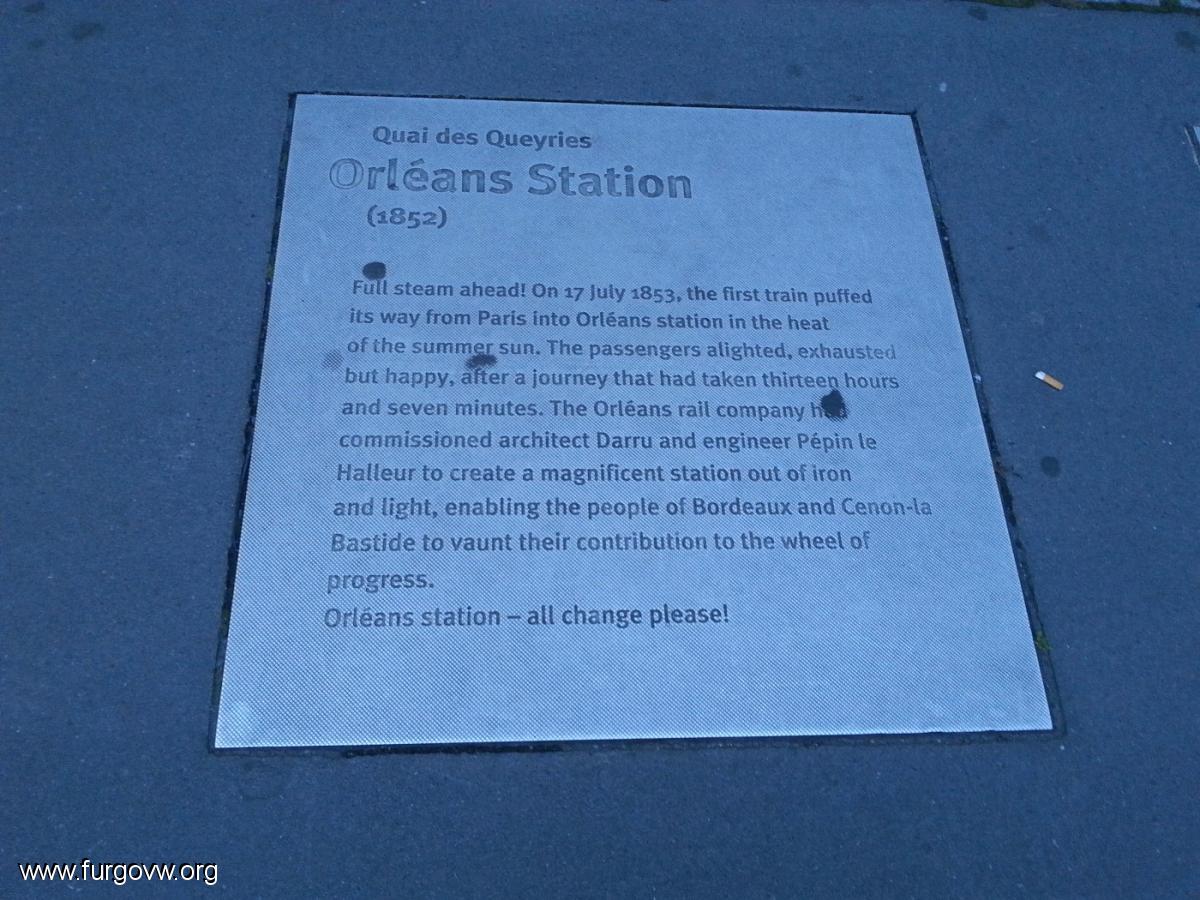 Quai des Queyries
Orléans Station
(1852)
Full steam ahead! On 17 July 1853, the first train puffed
its way from Paris into Orléans station in the heat
of the summer sun. The passengers alighted, exhausted
but happy, after a journey that had taken thirteen hours
and seven minutes. The Orléans rail company had
commissioned architect Darru and engineer Pépin le
Halleur to create a magnificent station out of iron
and light, enabling the people of Bordeaux and Cenon-la
Bastide to vaunt their contribution to the wheel of
progress.
Orléans station – all change please!
www.furgovw.org